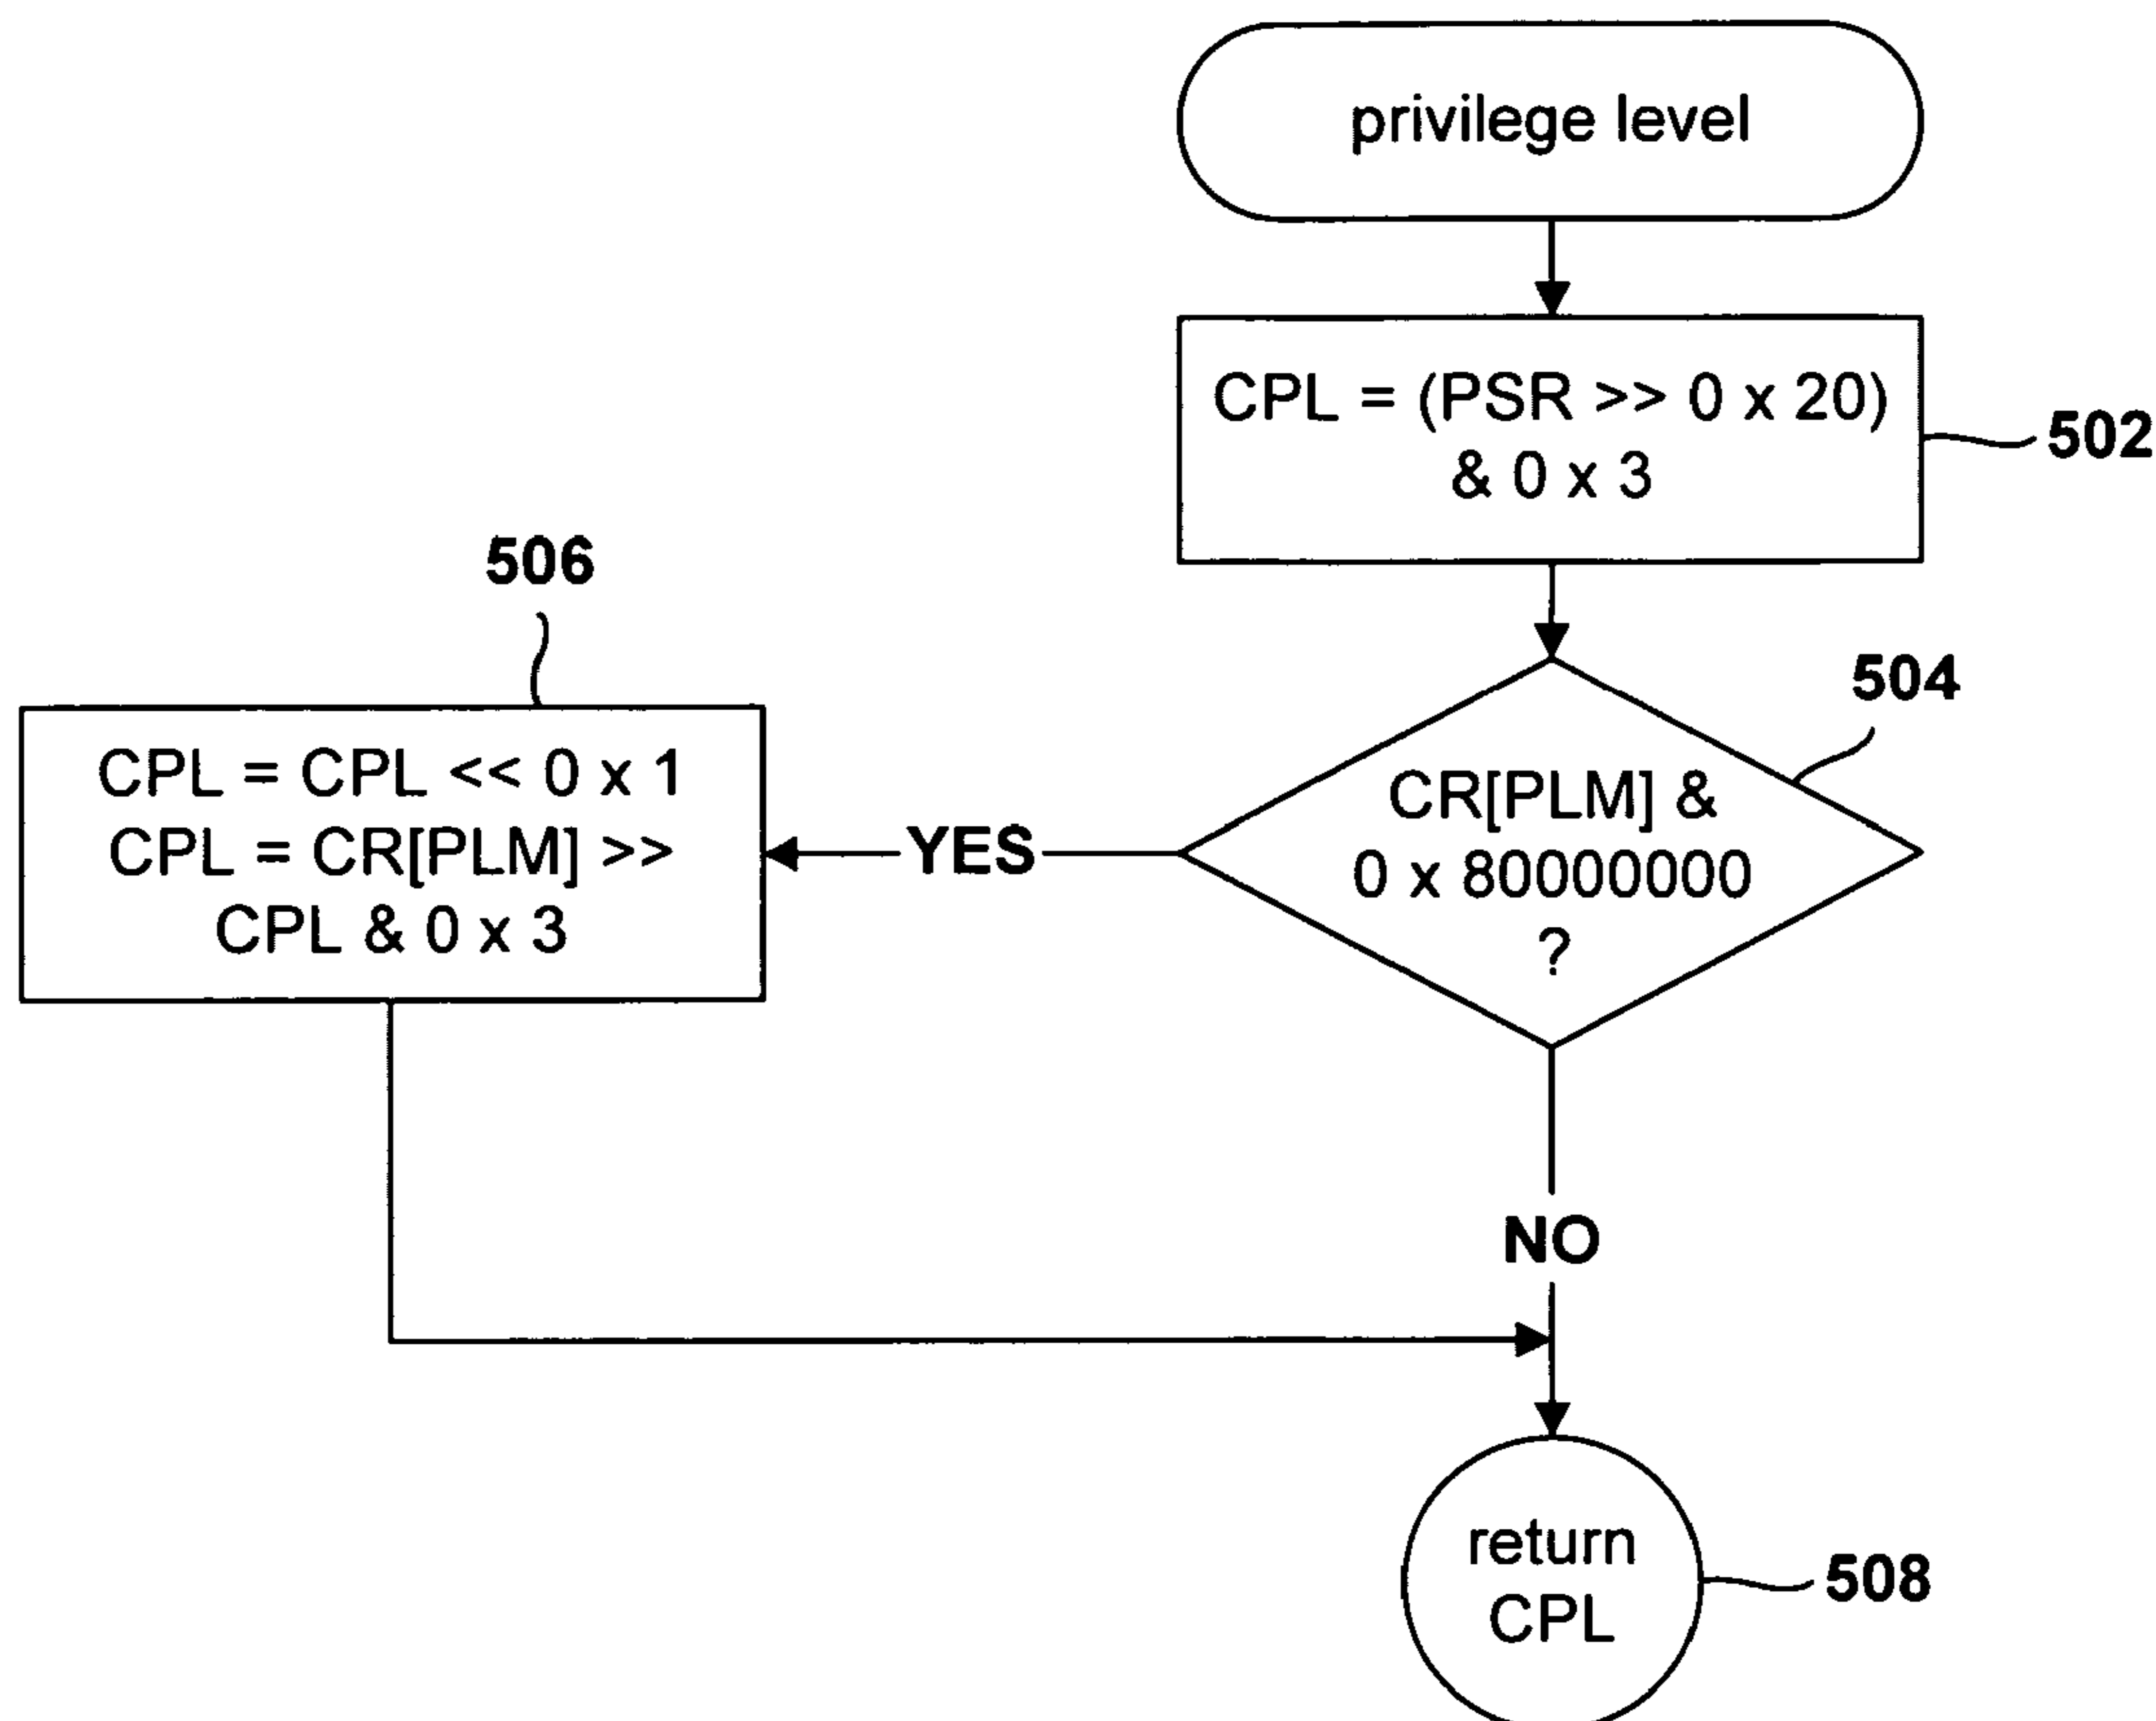 privilege level
CPL = (PSR >> 0 x 20)
& 0 x 3
502
504
CR[PLM] &
0 x 80000000
?
YES
506
CPL = CPL << 0 x 1
CPL = CR[PLM] >>
CPL & 0 x 3
NO
return
CPL
508